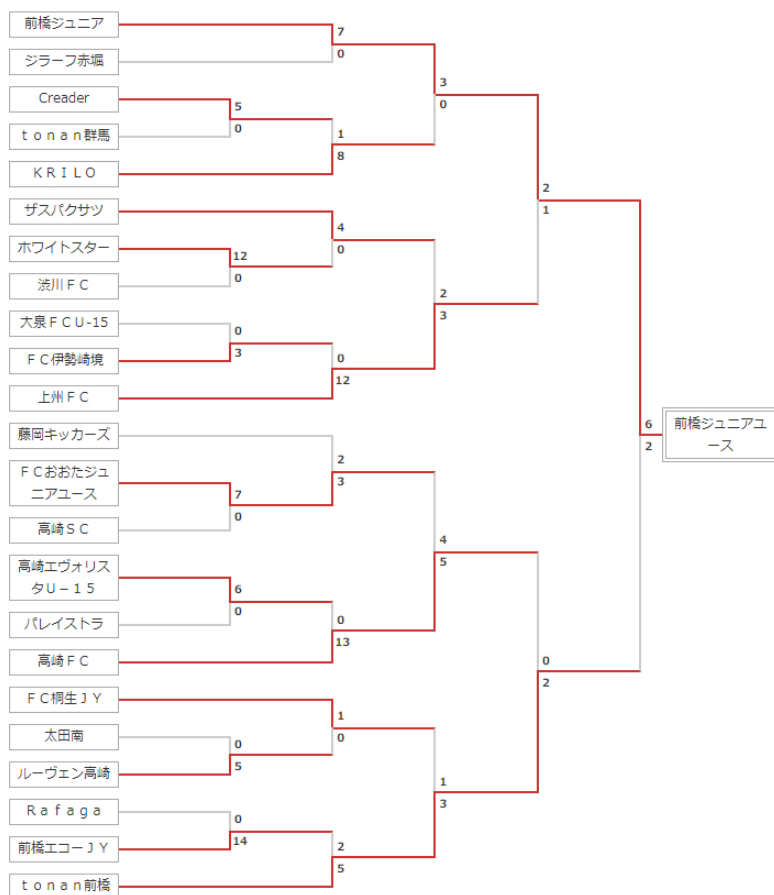 前橋ジュニア
7
ジラーフ赤堀
0
3
Creader
5
0
tonan群馬
0
1
KRILO
8
2
ザスパクサツ
1
4
ホワイトスター
12
0
渋川FC
0
2
大泉FCU-15
0
3
FC伊勢崎境
3
0
上州FC
12
藤岡キッカーズ
6
前橋ジュニアユ
ース
2
2
FCおおたジュ
ニアユース
3
7
高崎SC
0
4
高崎エヴォリス
タU-15
5
6
パレイストラ
0
0
高崎FC
13
0
2
FC桐生JY
1
太田南
0
0
ルーヴェン高崎
5
1
Rafaga
0
3
前橋エコーJY
14
2
tonan前橋
5